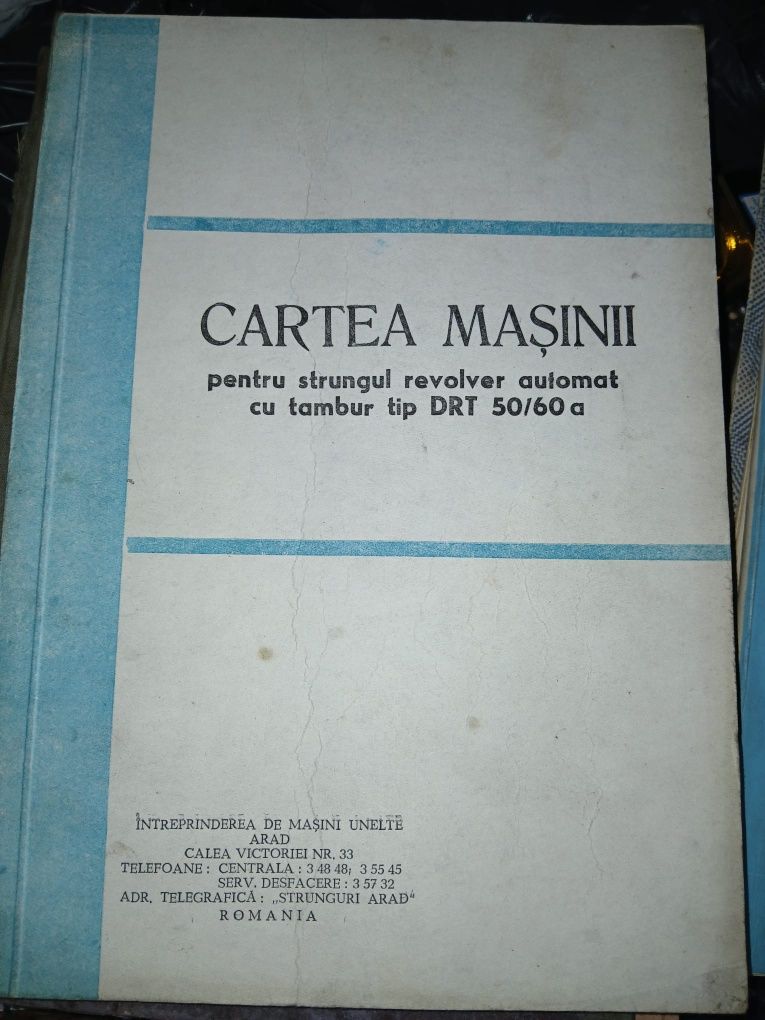 CARTEA MAȘINII
pentru strungul revolver automat
cu tambur tip DRT 50/60 a
ÎNTREPRINDEREA DE MAȘINI UNELTE
ARAD
CALEA VICTORIEI NR. 33
TELEFOANE : CENTRALA : 3 48 48; 3 55 45
SERV. DESFACERE : 3 57 32
ADR. TELEGRAFICĂ : „STRUNGURI ARAD“
ROMANIA